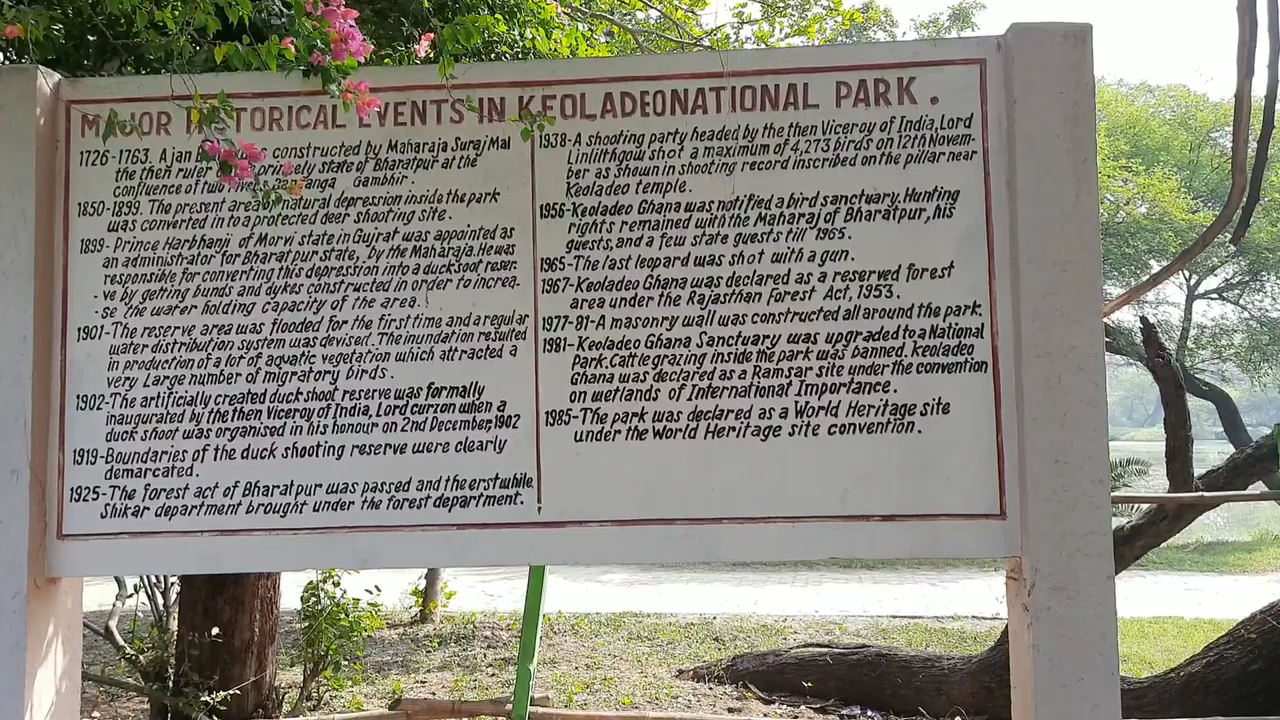 MAJOR HISTORICAL EVENTS IN KEOLADEONATIONAL PARK.
1726-1763. Ajan constructed by Maharaja Suraj Mal
the then ruler princely state of Bharatpur at the
confluence of two Gambhir.
1850-1899. The present area natural depression inside the park
was converted into a protected deer shooting site.
1899- Prince Harbhanji of Morvi state in Gujrat was appointed as
an administrator for Bharatpur state, by the Maharaja. He was
responsible for converting this depression into a ducksoot reser-
-ve by getting bunds and dykes constructed in order to increa-
-se the water holding capacity of the area.
1901-The reserve area was flooded for the first time and a regular
water distribution system was devised. The inundation resulted
in production of a lot of aquatic vegetation which attracted a
very Large number of migratory birds.
1902-The artificially created duck shoot reserve was formally
inaugurated by the then Viceroy of India, Lord curzon when a
duck shoot was organised in his honour on 2nd December, 1902
1919-Boundaries of the duck shooting reserve were clearly
demarcated.
1925-The forest act of Bharatpur was passed and the erstwhile
Shikar department brought under the forest department.
1938-A shooting party headed by the then Viceroy of India, Lord
Linlilthgow shot a maximum of 4,273 birds on 12th Novem-
ber as shown in shooting record inscribed on the pillar near
Keoladeo temple.
1956-Keoladeo Ghana was notified a bird sanctuary. Hunting
rights remained with the Maharaj of Bharatpur, his
guests, and a few state guests till 1965.
1965-The last leopard was shot with a gun.
1967-Keoladeo Ghana was declared as a reserved forest
area under the Rajasthan Forest Act, 1953.
1977-81-A masonry wall was constructed all around the park.
1981-Keoladeo Ghana Sanctuary was upgraded to a National
Park. Cattle grazing inside the park was banned. Keoladeo
Ghana was declared as a Ramsar site under the convention
on wetlands of International Importance.
1985-The park was declared as a World Heritage site
under the World Heritage site convention.